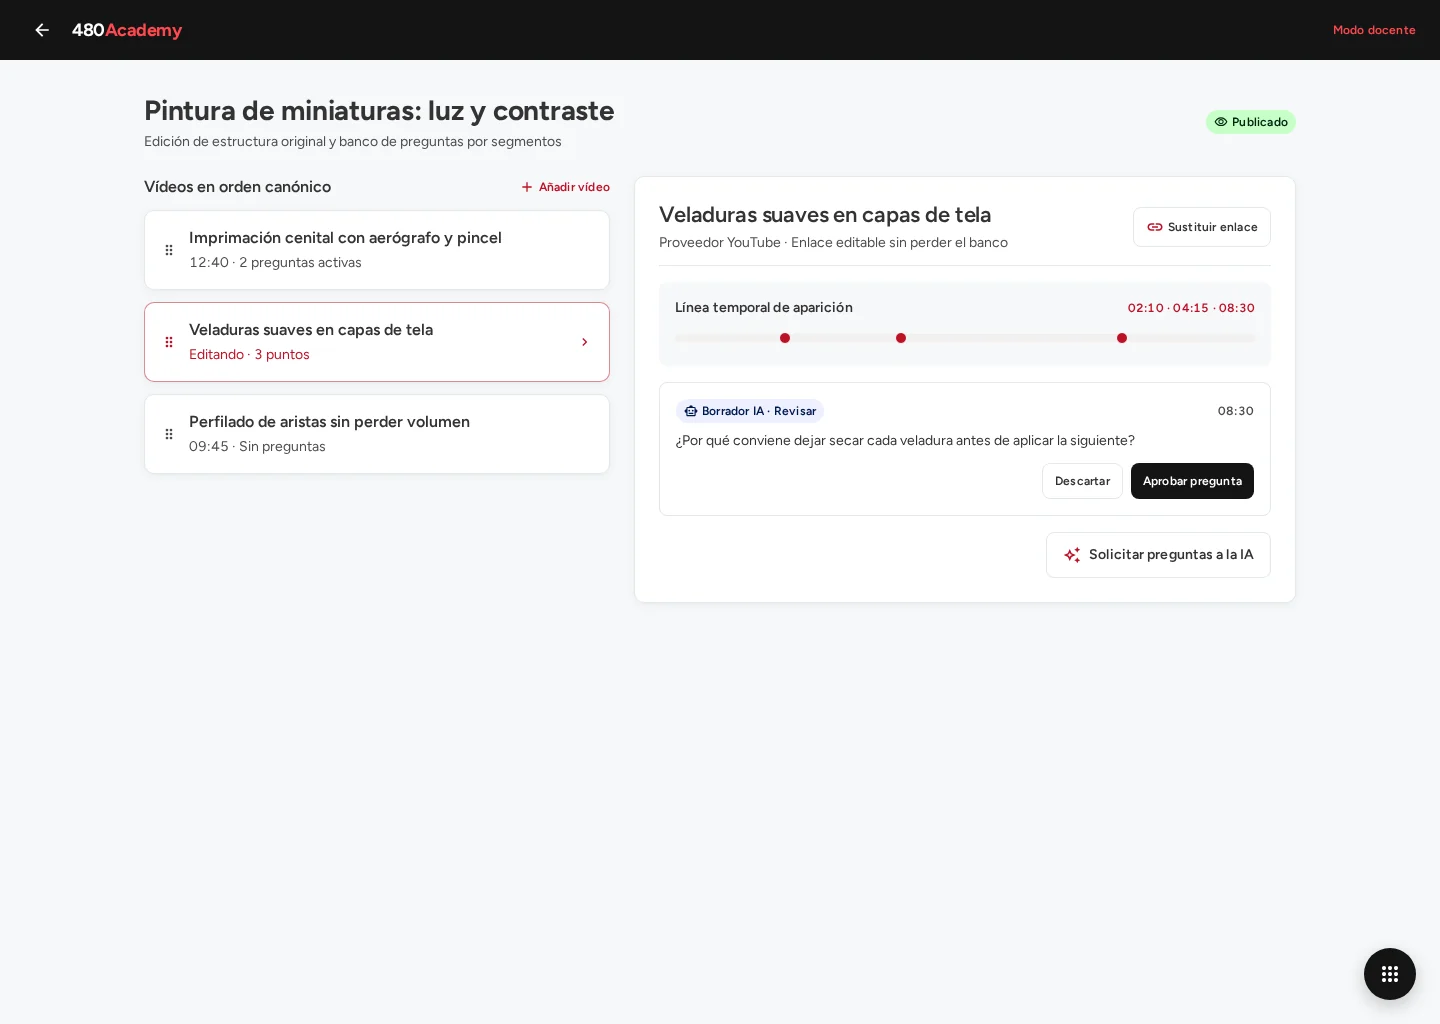 480Academy
Modo docente
Pintura de miniaturas: luz y contraste
Edición de estructura original y banco de preguntas por segmentos
Publicado
Vídeos en orden canónico
Añadir vídeo
Imprimación cenital con aerógrafo y pincel
12:40 · 2 preguntas activas
Veladuras suaves en capas de tela
Editando · 3 puntos
Perfilado de aristas sin perder volumen
09:45 · Sin preguntas
Veladuras suaves en capas de tela
Proveedor YouTube · Enlace editable sin perder el banco
Sustituir enlace
Línea temporal de aparición
02:10 · 04:15 · 08:30
Borrador IA · Revisar
08:30
¿Por qué conviene dejar secar cada veladura antes de aplicar la siguiente?
Descartar
Aprobar pregunta
Solicitar preguntas a la IA